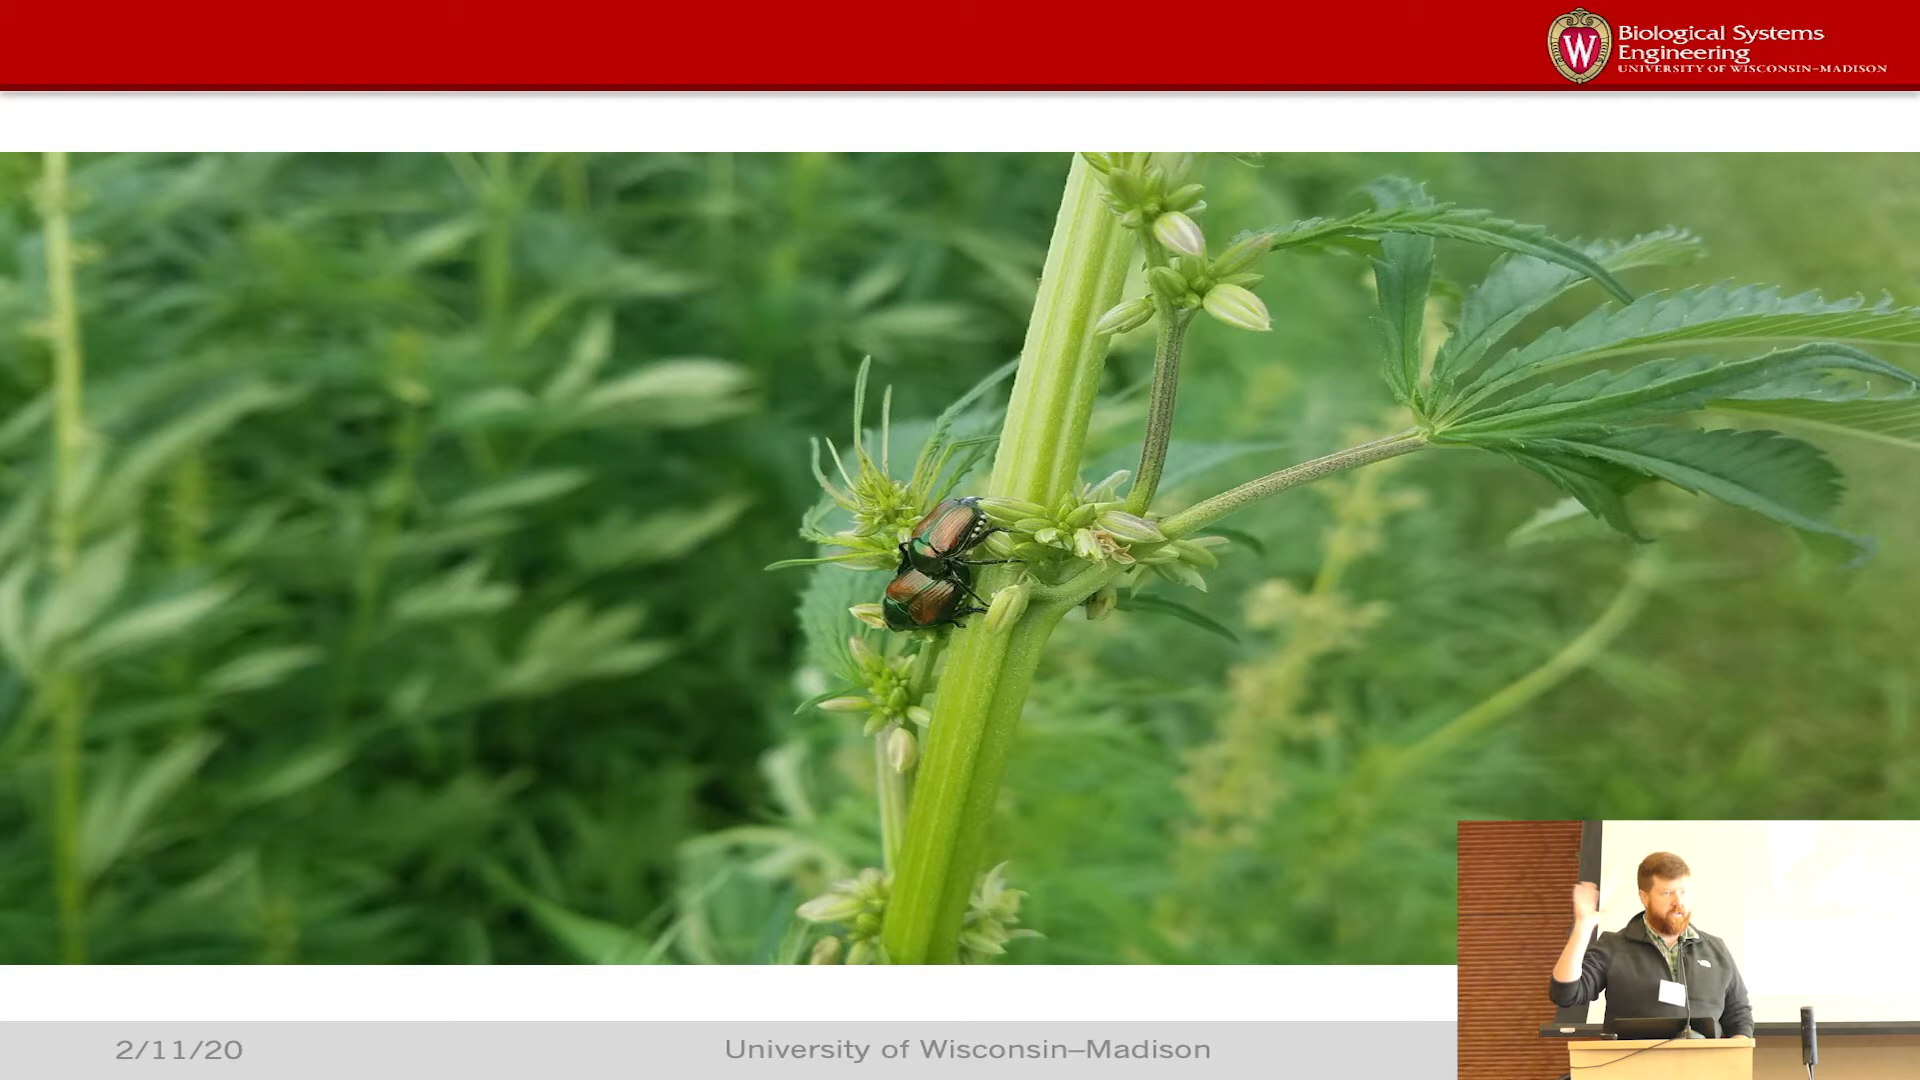 W
Biological Systems
Engineering
UNIVERSITY OF WISCONSIN–MADISON
2/11/20
University of Wisconsin–Madison